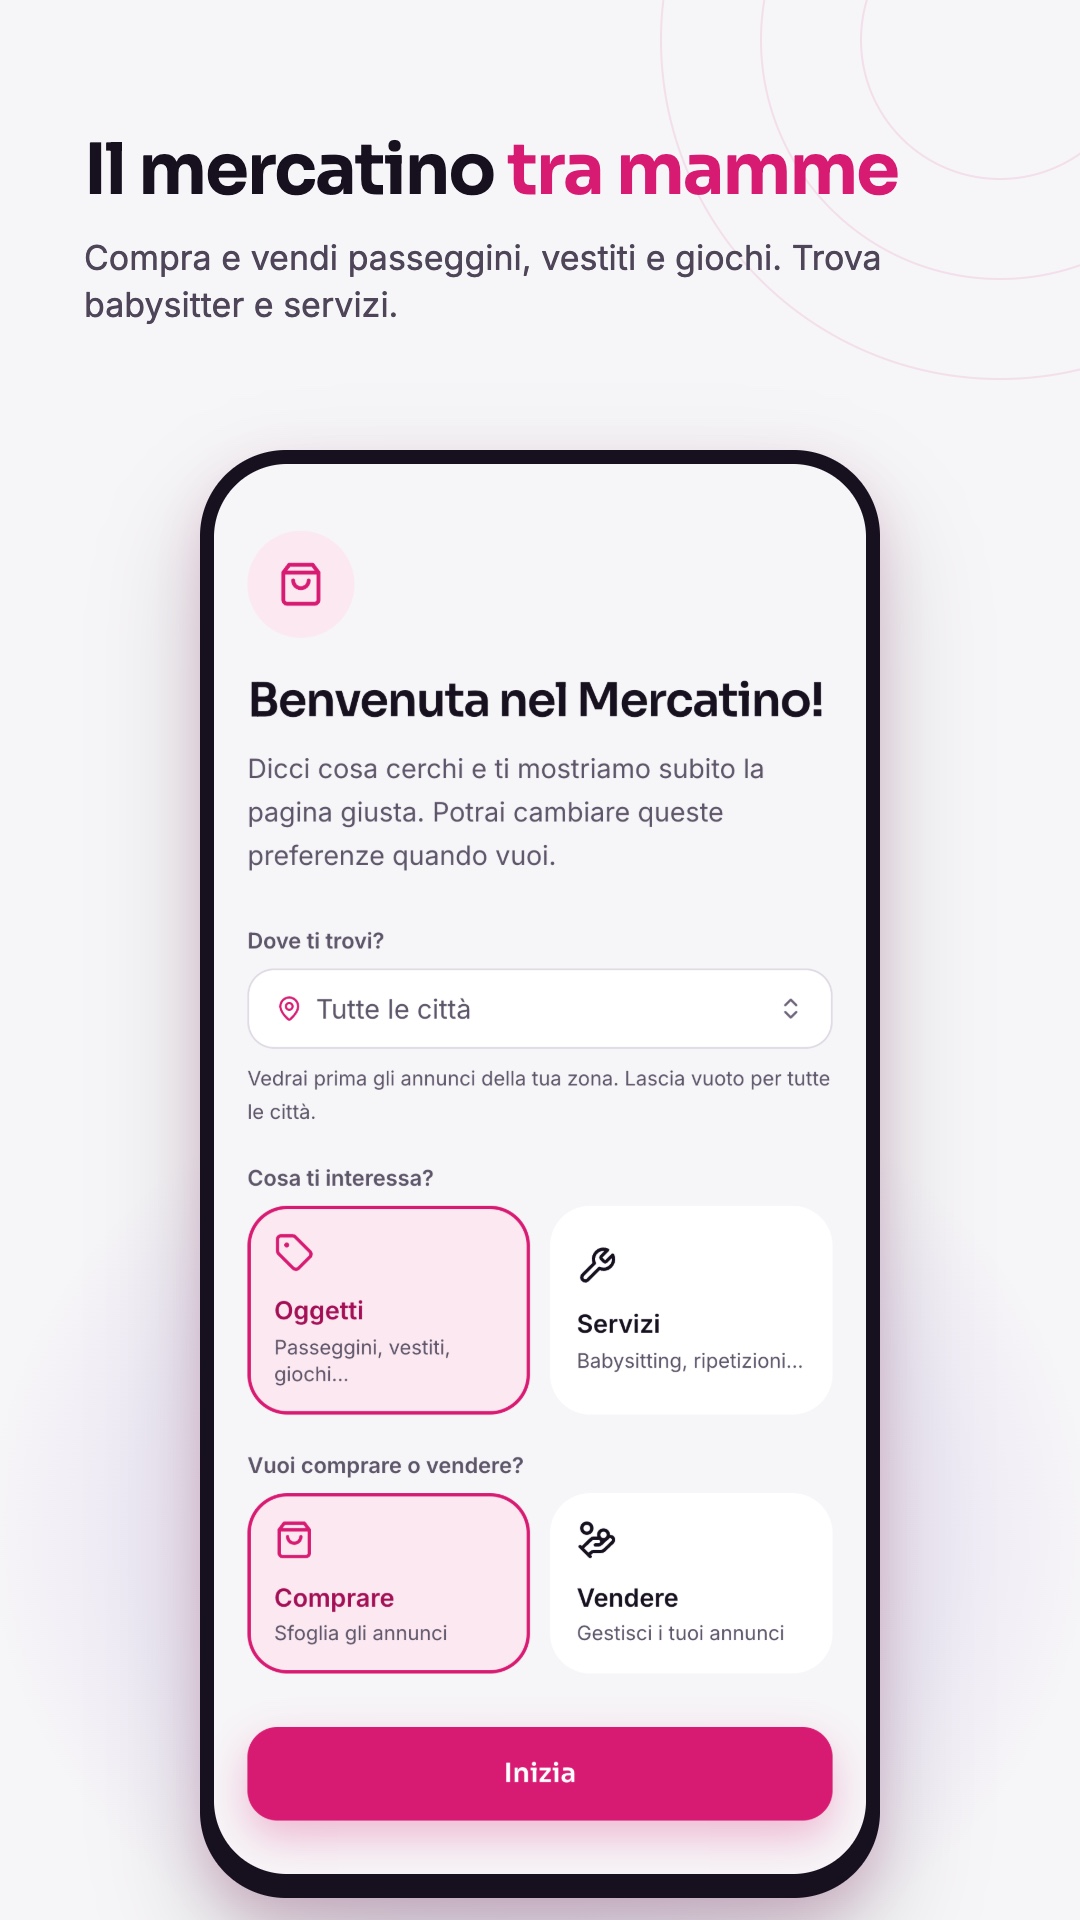 Il mercatino tra mamme
Compra e vendi passeggini, vestiti e giochi. Trova
babysitter e servizi.
Benvenuta nel Mercatino!
Dicci cosa cerchi e ti mostriamo subito la
pagina giusta. Potrai cambiare queste
preferenze quando vuoi.
Dove ti trovi?
Tutte le città
Vedrai prima gli annunci della tua zona. Lascia vuoto per tutte
le città.
Cosa ti interessa?
Oggetti
Passeggini, vestiti,
giochi...
Servizi
Babysitting, ripetizioni...
Vuoi comprare o vendere?
Comprare
Sfoglia gli annunci
Vendere
Gestisci i tuoi annunci
Inizia